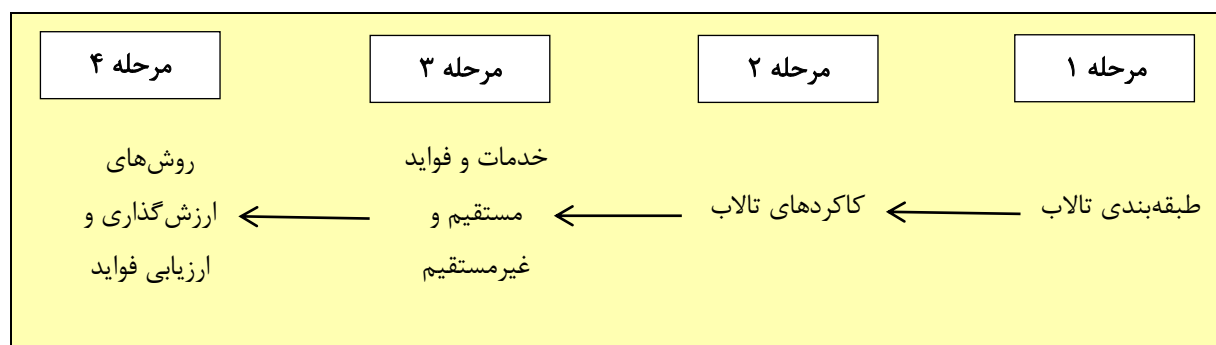 مرحله ۱
مرحله ۲
مرحله ۳
مرحله ۴
طبقه‌بندی تالاب
کاکردهای تالاب
خدمات و فواید
مستقیم و
غیرمستقیم
روش‌های
ارزش‌گذاری و
ارزیابی فواید